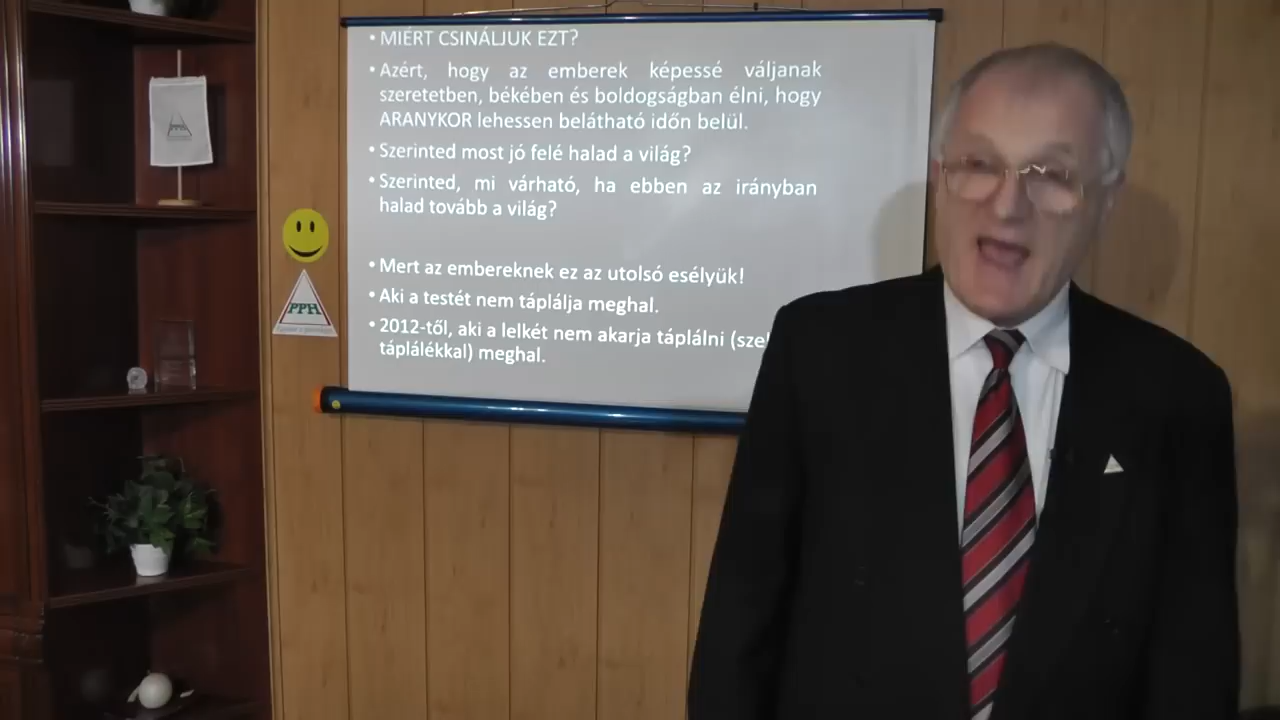 • MIÉRT CSINÁLJUK EZT?
• Azért, hogy az emberek képessé váljanak
szeretetben, békében és boldogságban élni, hogy
ARANYKOR lehessen belátható időn belül.
• Szerinted most jó felé halad a világ?
• Szerinted, mi várható, ha ebben az irányban
halad tovább a világ?
• Mert az embereknek ez az utolsó esélyük!
• Aki a testét nem táplálja meghal.
• 2012-től, aki a lelkét nem akarja táplálni (szel
táplálékkal) meghal.
PPH
PPH